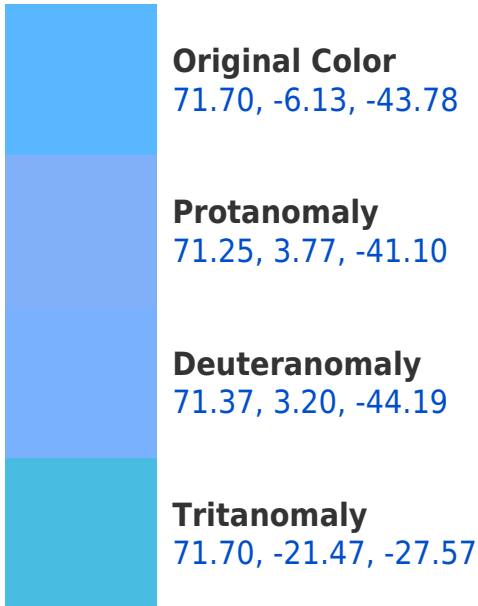 Original Color
71.70, -6.13, -43.78
Protanomaly
71.25, 3.77, -41.10
Deuteranomaly
71.37, 3.20, -44.19
Tritanomaly
71.70, -21.47, -27.57